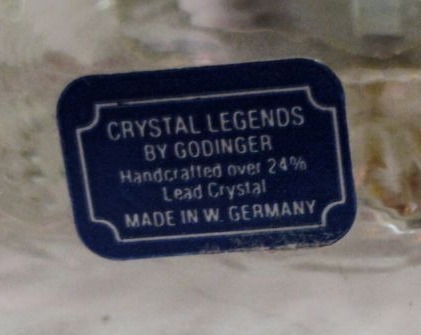 CRYSTAL LEGENDS
BY GODINGER
Handcrafted over 24%
Lead Crystal
MADE IN W. GERMANY